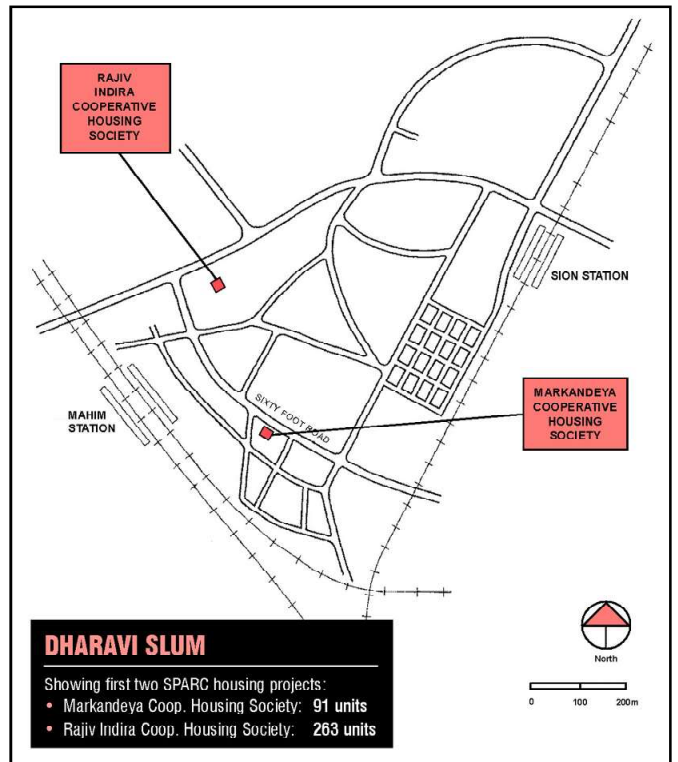 RAJIV
INDIRA
COOPERATIVE
HOUSING
SOCIETY
SION STATION
MARKANDEYA
COOPERATIVE
HOUSING
SOCIETY
SIXTY FOOT ROAD
MAHIM
STATION
DHARAVI SLUM
Showing first two SPARC housing projects:
• Markandeya Coop. Housing Society: 91 units
• Rajiv Indira Coop. Housing Society: 263 units
North
0 100 200m